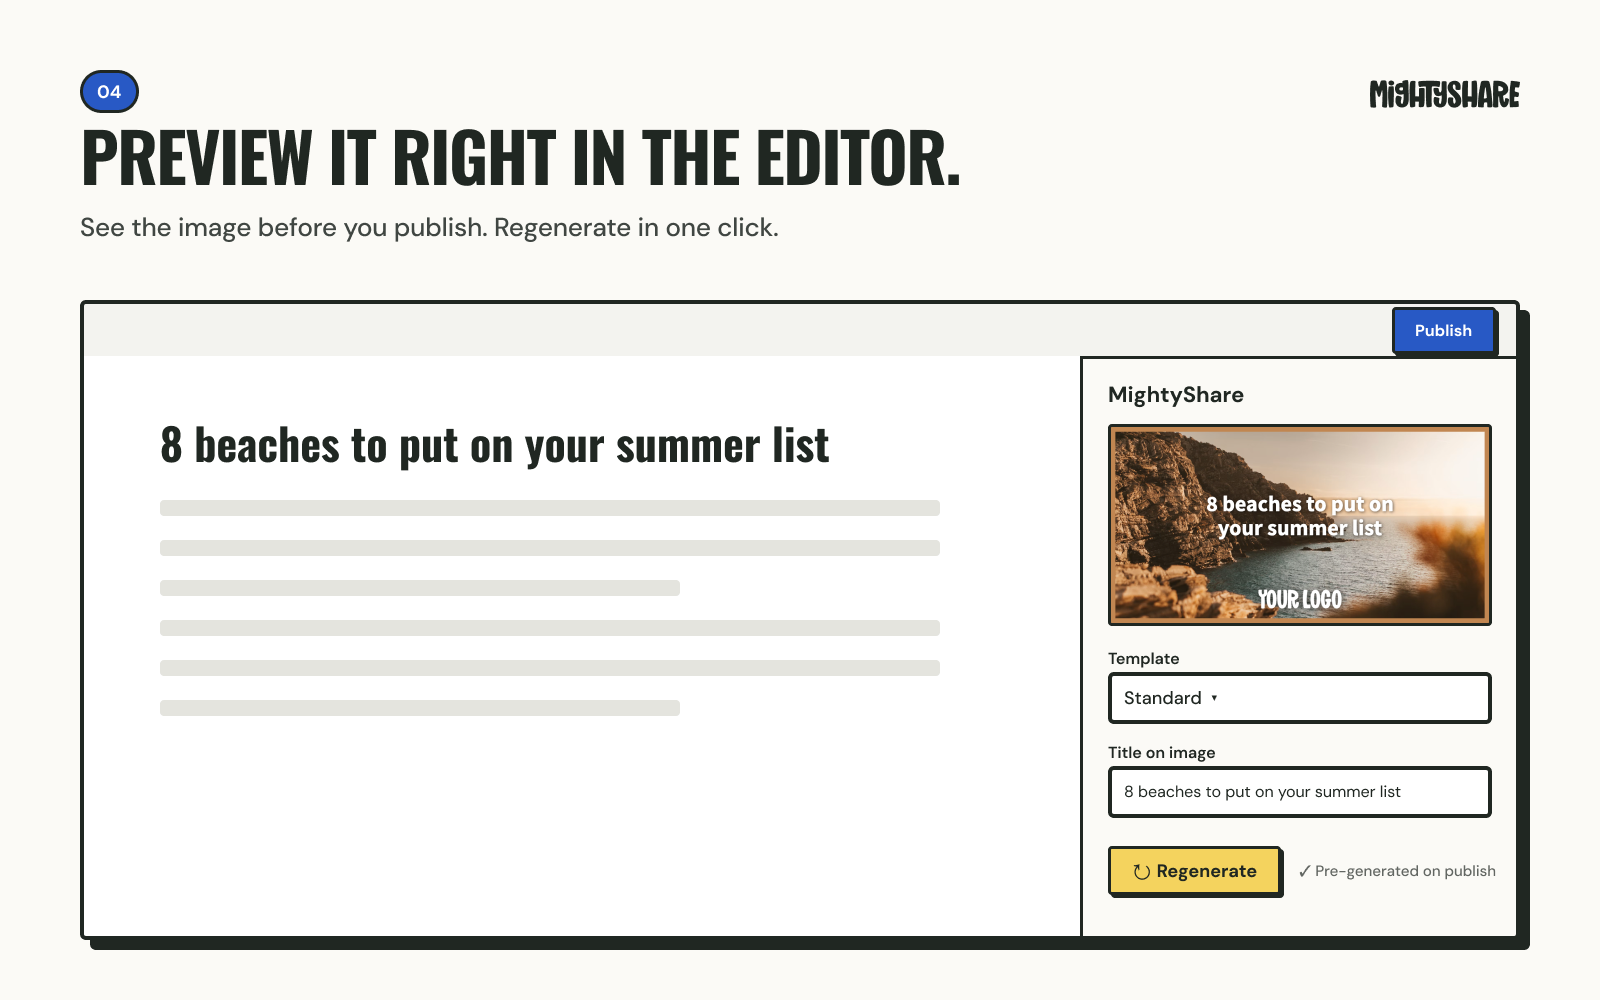 04
MightyShare
PREVIEW IT RIGHT IN THE EDITOR.
See the image before you publish. Regenerate in one click.
Publish
8 beaches to put on your summer list
MightyShare
8 beaches to put on
your summer list
YOUR LOGO
Template
Standard ▾
Title on image
8 beaches to put on your summer list
↻ Regenerate
✓ Pre-generated on publish